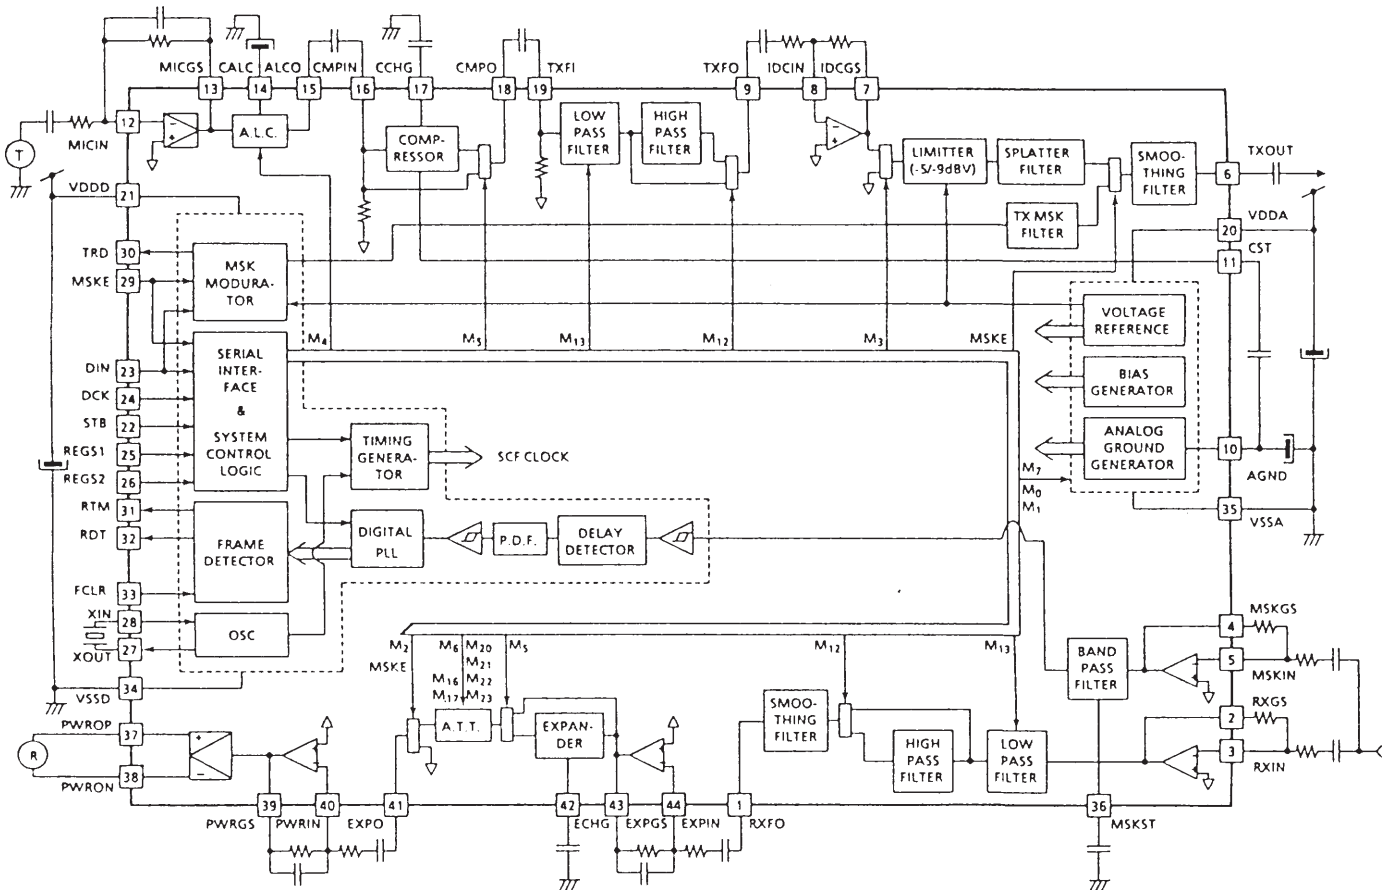 MICGS CALC ALCO CMPIN CCHG CMPO TXFI TXFO IDCIN IDCGS
13 14 15 16 17 18 19 9 8 7
12
MICIN
T
- +
A.L.C.
COMP-
RESSOR
LOW
PASS
FILTER
HIGH
PASS
FILTER
- +
LIMITTER
(-5/-9dBV)
SPLATTER
FILTER
SMOO-
THING
FILTER
6
TXOUT
VDDD
21
TX MSK
FILTER
VDDA
20
CST
11
TRD
30
MSKE
29
MSK
MODURA-
TOR
VOLTAGE
REFERENCE
M4 M5 M13 M12 M3 MSKE
DIN
23
DCK
24
STB
22
REGS1
25
REGS2
26
SERIAL
INTER-
FACE
&
SYSTEM
CONTROL
LOGIC
BIAS
GENERATOR
TIMING
GENERA-
TOR
SCF CLOCK
ANALOG
GROUND
GENERATOR
10
AGND
M7
M0
M1
35
VSSA
RTM
31
RDT
32
FRAME
DETECTOR
DIGITAL
PLL
P.D.F.
DELAY
DETECTOR
FCLR
33
XIN
28
XOUT
27
OSC
MSKGS
4
5
MSKIN
M2
MSKE
M6 M20
M21
M16 M22
M17 M23
M5
M12
M13
BAND
PASS
FILTER
VSSD
34
RXGS
2
3
RXIN
PWROP
37
R
38
PWRON
+
-
A.T.T.
EXPAN-
DER
SMOO-
THING
FILTER
HIGH
PASS
FILTER
LOW
PASS
FILTER
39 40 41 42 43 44 1 36
PWRGS PWRIN EXPO ECHG EXPGS EXPIN RXFO MSKST